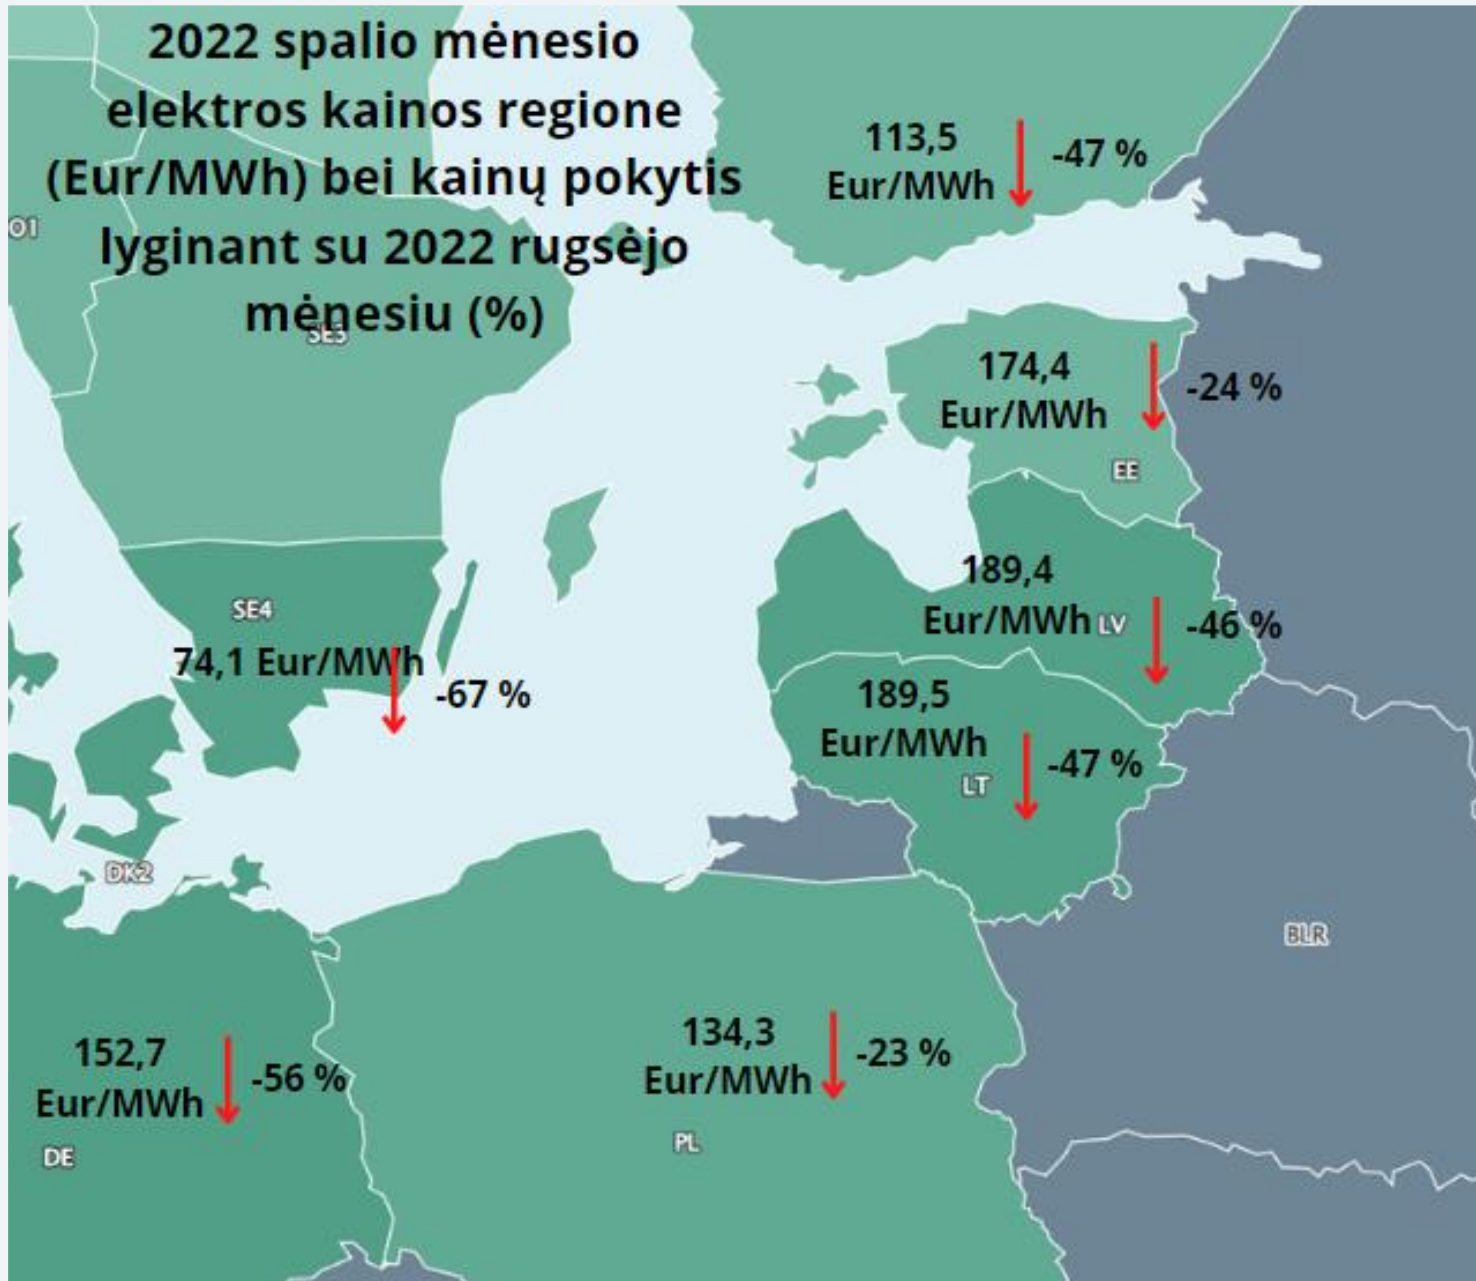 2022 spalio mėnesio
elektros kainos regione
(Eur/MWh) bei kainų pokytis
lyginant su 2022 rugsėjo
mėnesiu (%)
113,5
Eur/MWh
-47 %
O1
SE3
174,4
Eur/MWh
-24 %
EE
189,4
Eur/MWh
LV
-46 %
SE4
74,1 Eur/MWh
-67 %
189,5
Eur/MWh
-47 %
LT
DK2
BLR
152,7
Eur/MWh
-56 %
DE
134,3
Eur/MWh
-23 %
PL